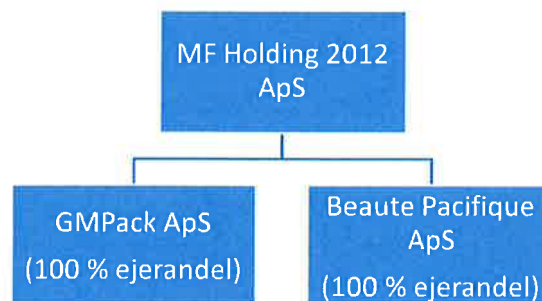 MF Holding 2012
ApS
GMPack ApS
(100 % ejerandel)
Beaute Pacifique
ApS
(100 % ejerandel)